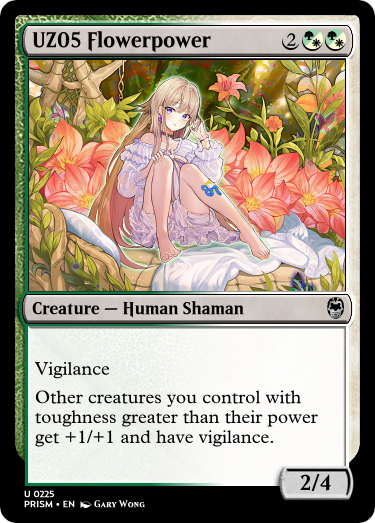 UZ05 Flowerpower 2
Creature — Human Shaman
Vigilance
Other creatures you control with
toughness greater than their power
get +1/+1 and have vigilance.
2/4
U 0225
PRISM • EN Gary Wong